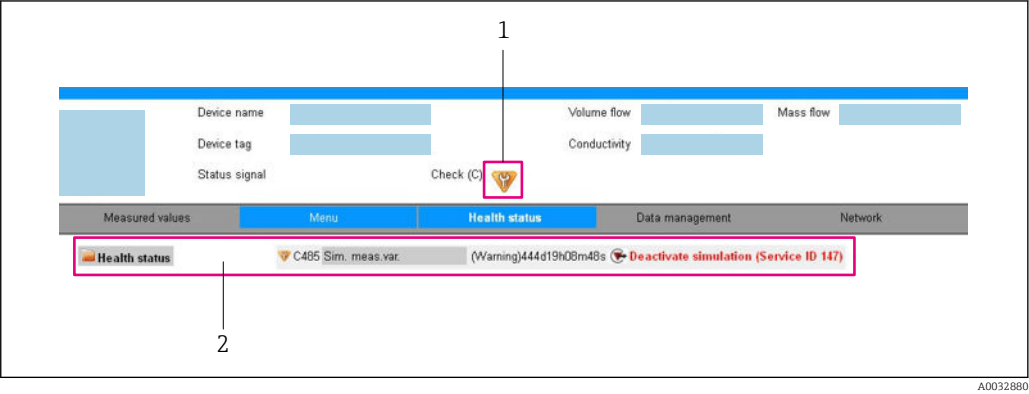 1
Device name
Volume flow
Mass flow
Device tag
Conductivity
Status signal
Check (C)
Measured values
Menu
Health status
Data management
Network
Health status
C485 Sim. meas.var.
(Warning)444d19h08m48s
Deactivate simulation (Service ID 147)
2
A0032880